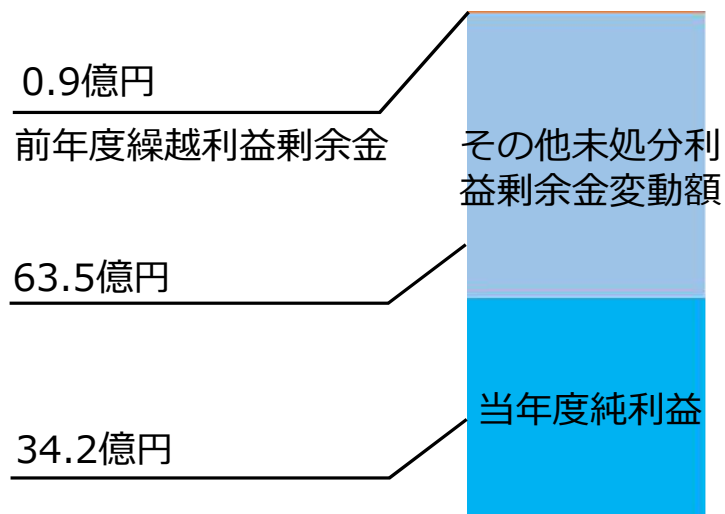 0.9億円
前年度繰越利益剰余金
その他未処分利
益剰余金変動額
63.5億円
当年度純利益
34.2億円